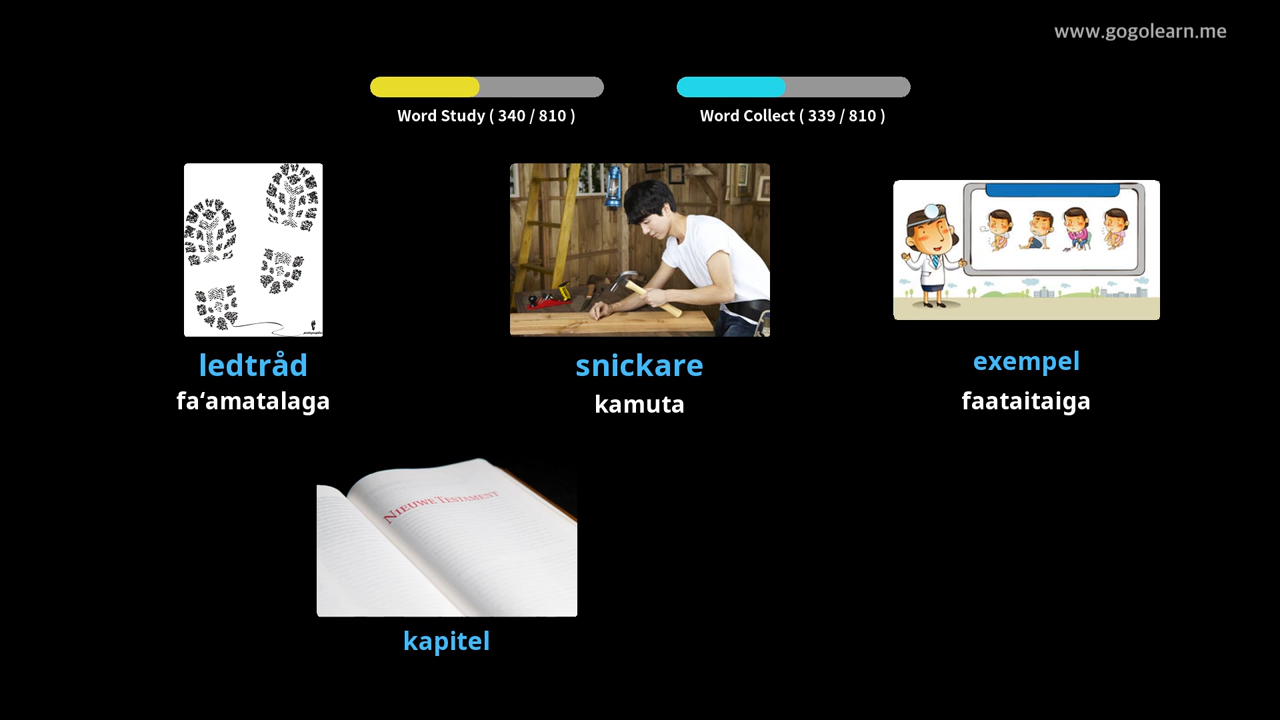 www.gogolearn.me
Word Study ( 340 / 810 )
Word Collect ( 339 / 810 )
ledtråd
faʻamatalaga
snickare
kamuta
exempel
faataitaiga
NIEUWE TESTAMENT
kapitel